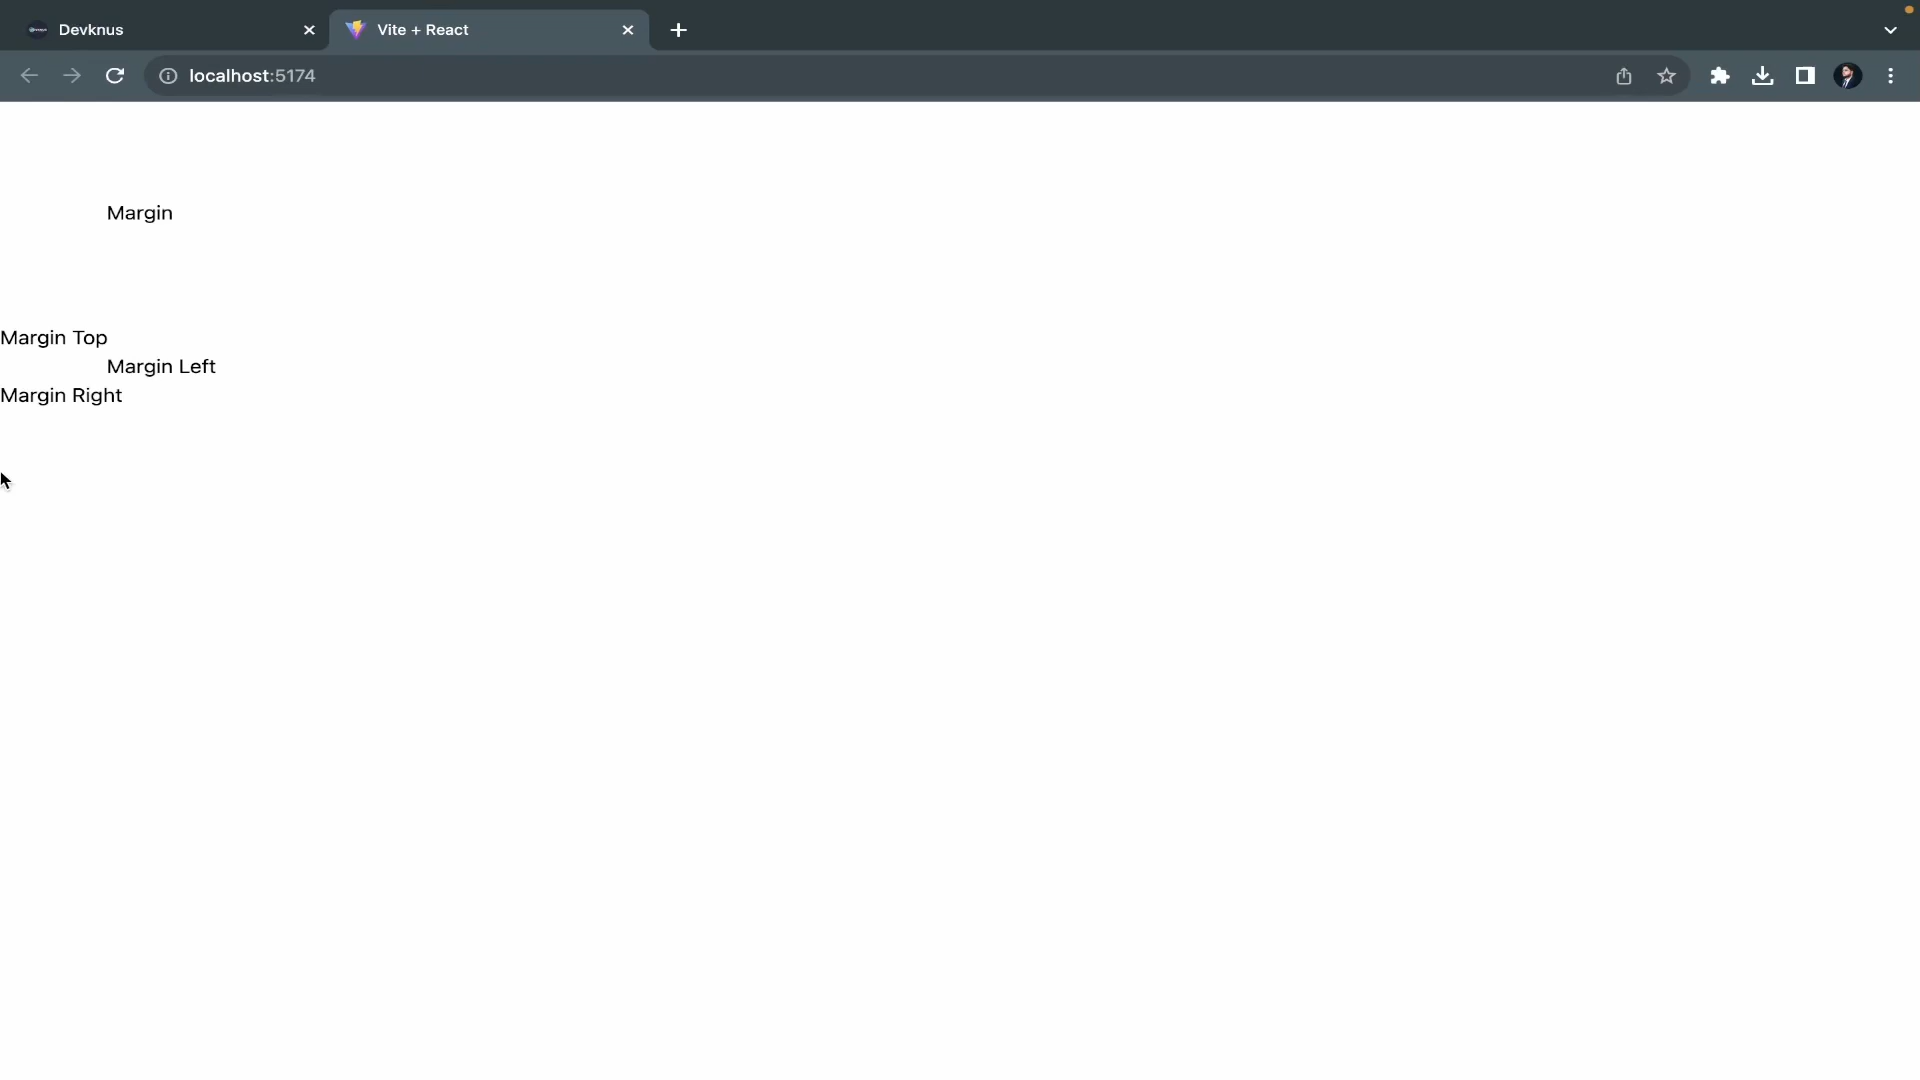 Devknus
Vite + React
localhost:5174
Margin
Margin Top
Margin Left
Margin Right